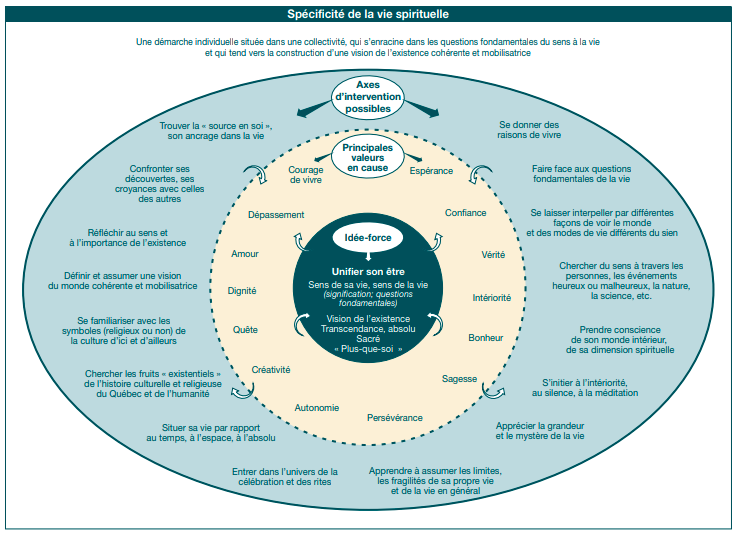 Spécificité de la vie spirituelle
Une démarche individuelle située dans une collectivité, qui s'enracine dans les questions fondamentales du sens à la vie
et qui tend vers la construction d'une vision de l'existence cohérente et mobilisatrice
Axes
d'intervention
possibles
Trouver la « source en soi »,
son ancrage dans la vie
Confronter ses
découvertes, ses
croyances avec celles
des autres
Réfléchir au sens et
à l'importance de l'existence
Définir et assumer une vision
du monde cohérente et mobilisatrice
Se familiariser avec les
symboles (religieux ou non) de
la culture d'ici et d'ailleurs
Chercher les fruits « existentiels »
de l'histoire culturelle et religieuse
du Québec et de l'humanité
Situer sa vie par rapport
au temps, à l'espace, à l'absolu
Entrer dans l'univers de la
célébration et des rites
Se donner des
raisons de vivre
Faire face aux questions
fondamentales de la vie
Se laisser interpeller par différentes
façons de voir le monde
et des modes de vie différents du sien
Chercher du sens à travers les
personnes, les événements
heureux ou malheureux, la nature,
la science, etc.
Prendre conscience
de son monde intérieur,
de sa dimension spirituelle
S'initier à l'intériorité,
au silence, à la méditation
Apprécier la grandeur
et le mystère de la vie
Apprendre à assumer les limites,
les fragilités de sa propre vie
et de la vie en général
Principales
valeurs
en cause
Courage
de vivre
Dépassement
Amour
Dignité
Quête
Créativité
Autonomie
Espérance
Confiance
Vérité
Intériorité
Bonheur
Sagesse
Persévérance
Idée-force
Unifier son être
Sens de sa vie, sens de la vie
(signification; questions
fondamentales)
Vision de l'existence
Transcendance, absolu
Sacré
« Plus-que-soi »